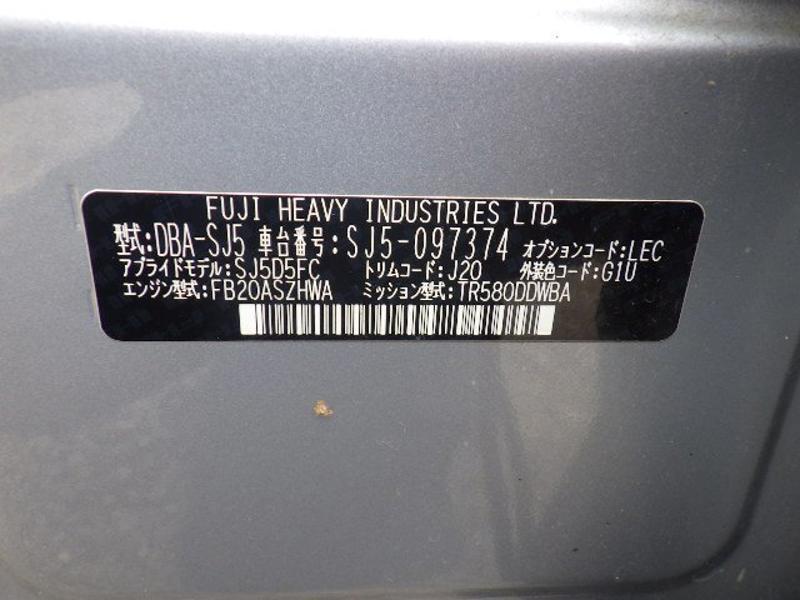 FUJI HEAVY INDUSTRIES LTD.
型式:DBA-SJ5 車台番号:SJ5-097374 オプションコード:LEC
アプライドモデル:SJ5D5FC トリムコード:J20 外装色コード:G1U
エンジン型式:FB20ASZHWA ミッション型式:TR580DDWBA